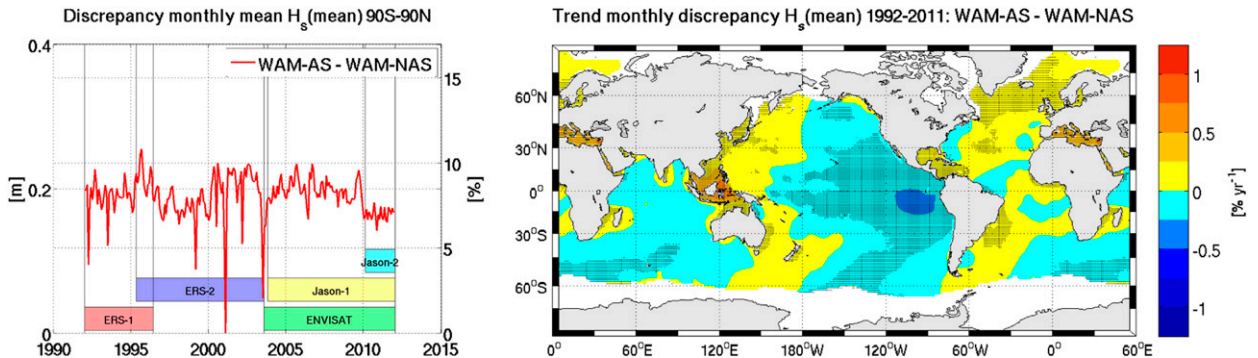 Discrepancy monthly mean Hs(mean) 90S-90N
0.4
0.2
0
[m]
WAM-AS - WAM-NAS
15
10
5
0
[%]
Jason-2
ERS-2
Jason-1
ERS-1
ENVISAT
1990
1995
2000
2005
2010
2015
Trend monthly discrepancy Hs(mean) 1992-2011: WAM-AS - WAM-NAS
60°N
30°N
0°
30°S
60°S
0°
60°E
120°E
180°W
120°W
60°W
0°
60°E
1
0.5
0
-0.5
-1
[% yr-1]